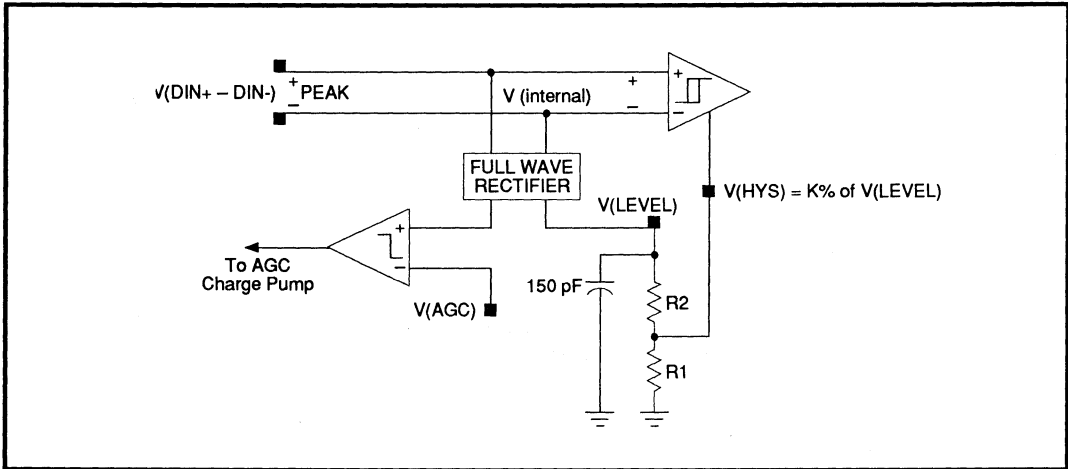 V(DIN+ – DIN-)
+
–
PEAK
V (internal)
+
–
+
–
FULL WAVE
RECTIFIER
V(HYS) = K% of V(LEVEL)
V(LEVEL)
+
–
To AGC
Charge Pump
V(AGC)
150 pF
R2
R1